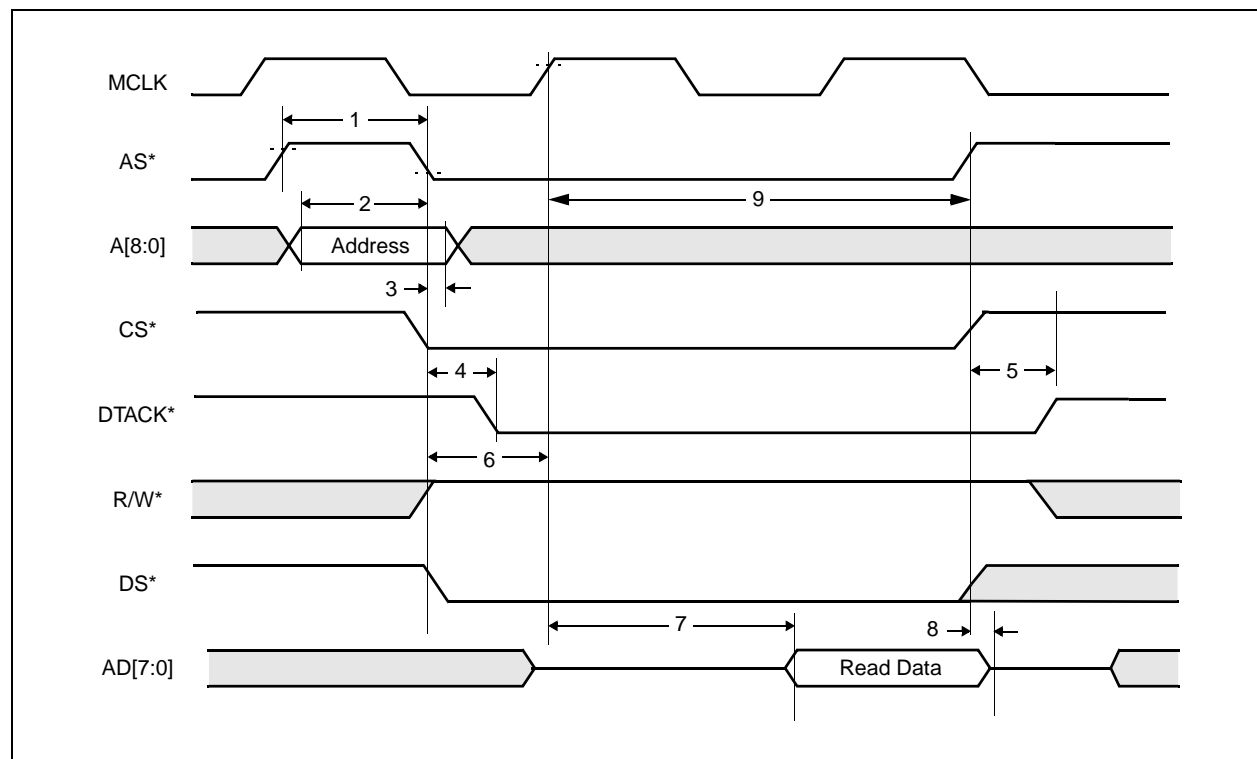 MCLK
1
AS*
2
9
A[8:0]
Address
3
CS*
4
5
DTACK*
6
R/W*
DS*
7
8
AD[7:0]
Read Data